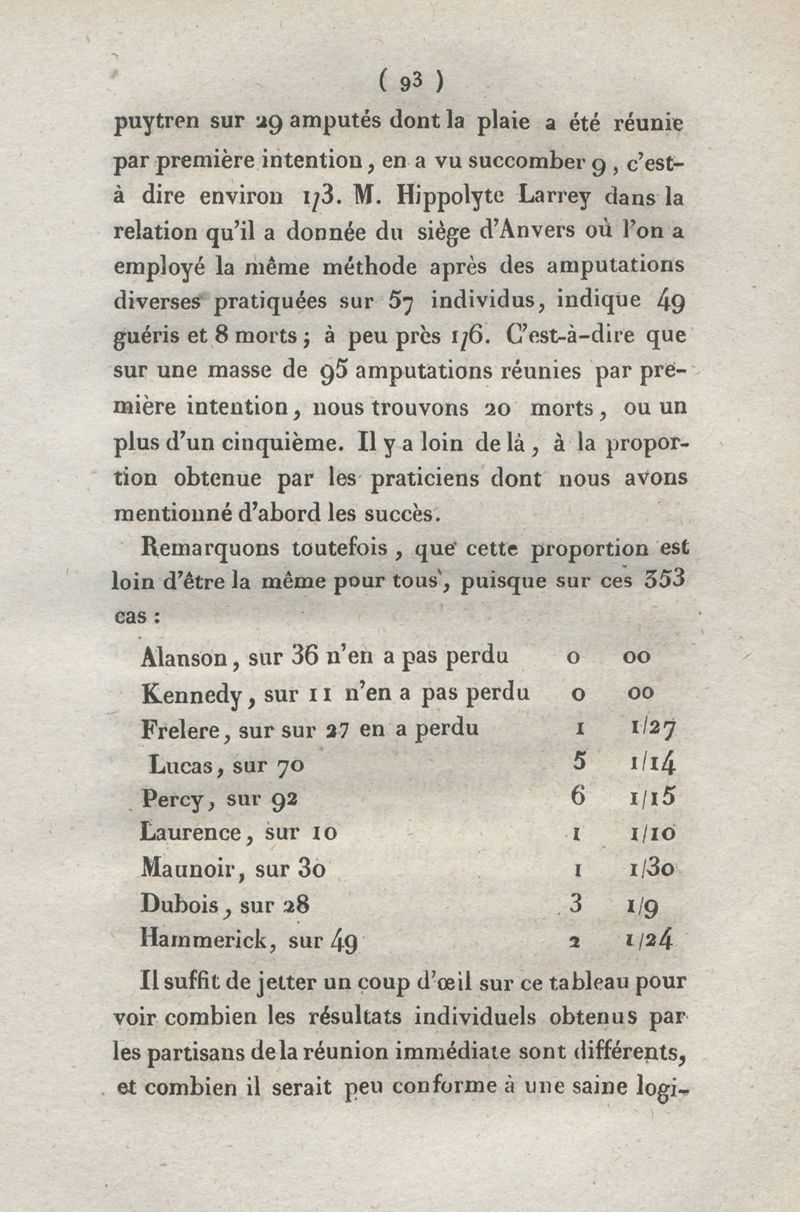 ( 93 )
puytren sur 29 amputés dont la plaie a été réunie
par première intention, en a vu succomber 9, c'est-
à dire environ 1/3. M. Hippolyte Larrey dans la
relation qu'il a donnée du siège d'Anvers où l'on a
employé la même méthode après des amputations
diverses pratiquées sur 57 individus, indique 49
guéris et 8 morts; à peu près 1/6. C'est-à-dire que
sur une masse de 95 amputations réunies par pre-
mière intention, nous trouvons 20 morts, ou un
plus d'un cinquième. Il y a loin de là, à la propor-
tion obtenue par les praticiens dont nous avons
mentionné d'abord les succès.
Remarquons toutefois, que cette proportion est
loin d'être la même pour tous, puisque sur ces 353
cas :
Alanson, sur 36 n'en a pas perdu 0 00
Kennedy, sur 11 n'en a pas perdu 0 00
Frelere, sur sur 27 en a perdu 1 1/27
Lucas, sur 70 5 1/14
Percy, sur 92 6 1/15
Laurence, sur 10 1 1/10
Maunoir, sur 30 1 1/30
Dubois, sur 28 3 1/9
Hammerick, sur 49 2 1/24
Il suffit de jetter un coup d'œil sur ce tableau pour
voir combien les résultats individuels obtenus par
les partisans de la réunion immédiate sont différents,
et combien il serait peu conforme à une saine logi-